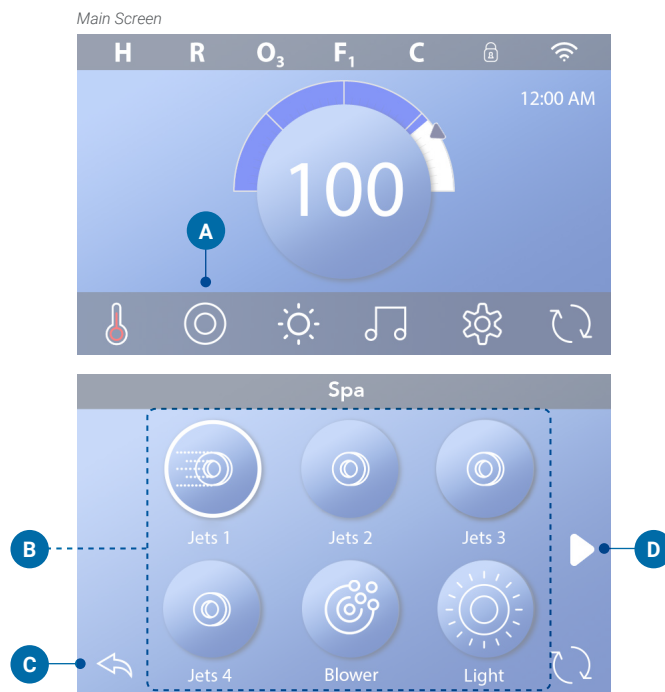 Main Screen
H R O₃ F₁ C
12:00 AM
100
A
Spa
Jets 1 Jets 2 Jets 3
B
D
Jets 4 Blower Light
C